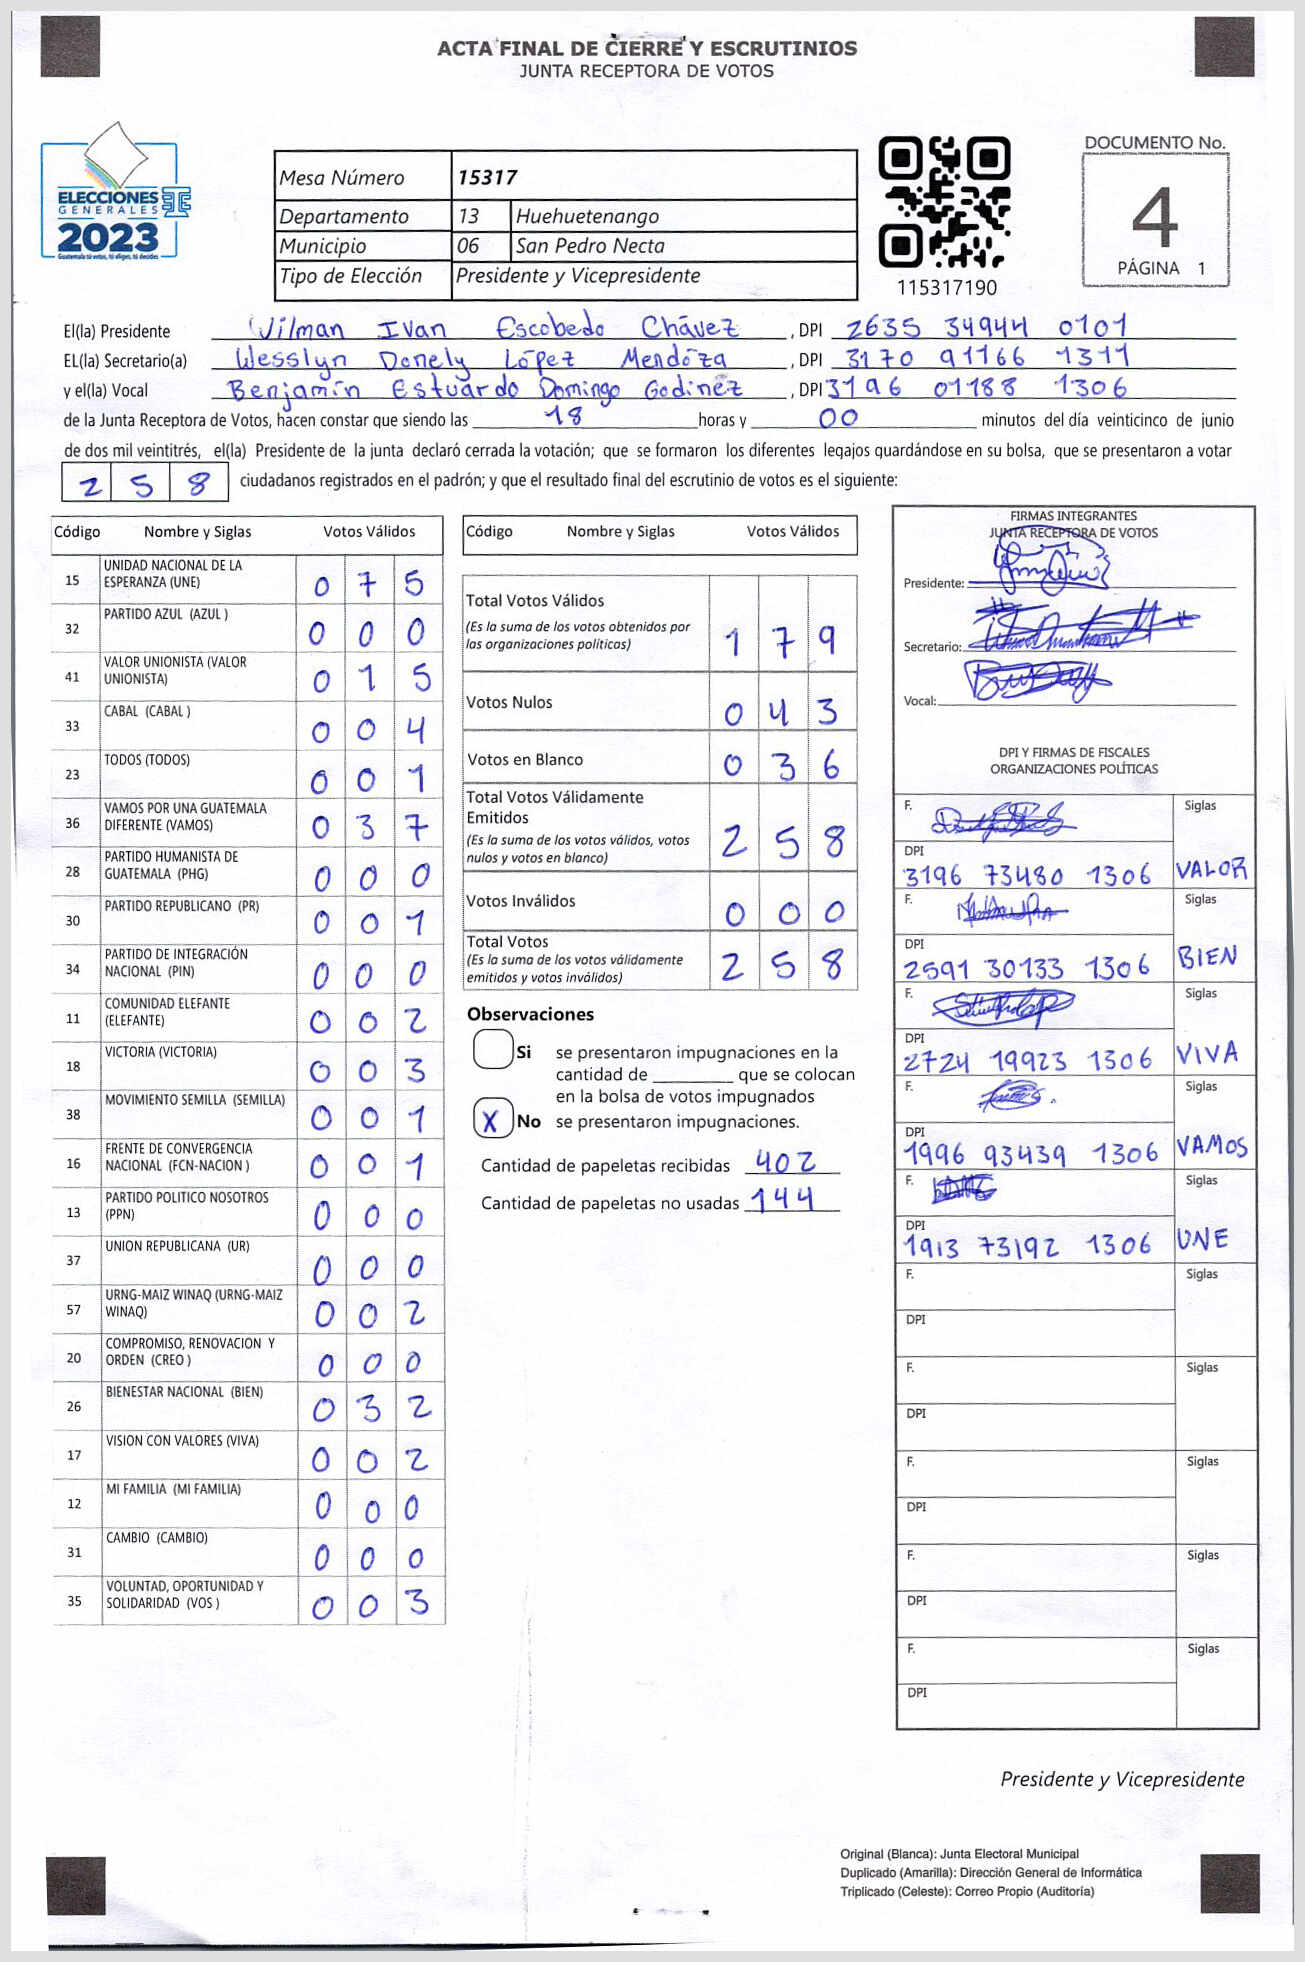 ACTA FINAL DE CIERRE Y ESCRUTINIOS
JUNTA RECEPTORA DE VOTOS
ELECCIONES
GENERALES
2023
Guatemala tú votas, tú eliges, tú decides
Mesa Número 15317
Departamento 13 Huehuetenango
Municipio 06 San Pedro Necta
Tipo de Elección Presidente y Vicepresidente
115317190
DOCUMENTO No.
4
PÁGINA 1
El(la) Presidente Vilman Ivan Escobedo Chávez, DPI 2635 34944 0101
EL(la) Secretario(a) Wesslyn Donely López Mendóza, DPI 3170 91166 1311
y el(la) Vocal Benjamín Estuardo Domingo Godínez, DPI 3196 01188 1306
de la Junta Receptora de Votos, hacen constar que siendo las 18 horas y 00 minutos del día veinticinco de junio
de dos mil veintitrés, el(la) Presidente de la junta declaró cerrada la votación; que se formaron los diferentes legajos guardándose en su bolsa, que se presentaron a votar
258 ciudadanos registrados en el padrón; y que el resultado final del escrutinio de votos es el siguiente:
Código Nombre y Siglas Votos Válidos
15 UNIDAD NACIONAL DE LA
ESPERANZA (UNE) 0 7 5
32 PARTIDO AZUL (AZUL ) 0 0 0
41 VALOR UNIONISTA (VALOR
UNIONISTA) 0 1 5
33 CABAL (CABAL ) 0 0 4
23 TODOS (TODOS) 0 0 1
36 VAMOS POR UNA GUATEMALA
DIFERENTE (VAMOS) 0 3 7
28 PARTIDO HUMANISTA DE
GUATEMALA (PHG) 0 0 0
30 PARTIDO REPUBLICANO (PR) 0 0 1
34 PARTIDO DE INTEGRACIÓN
NACIONAL (PIN) 0 0 0
11 COMUNIDAD ELEFANTE
(ELEFANTE) 0 0 2
18 VICTORIA (VICTORIA) 0 0 3
38 MOVIMIENTO SEMILLA (SEMILLA) 0 0 1
16 FRENTE DE CONVERGENCIA
NACIONAL (FCN-NACION ) 0 0 1
13 PARTIDO POLITICO NOSOTROS
(PPN) 0 0 0
37 UNION REPUBLICANA (UR) 0 0 0
57 URNG-MAIZ WINAQ (URNG-MAIZ
WINAQ) 0 0 2
20 COMPROMISO, RENOVACION Y
ORDEN (CREO ) 0 0 0
26 BIENESTAR NACIONAL (BIEN) 0 3 2
17 VISION CON VALORES (VIVA) 0 0 2
12 MI FAMILIA (MI FAMILIA) 0 0 0
31 CAMBIO (CAMBIO) 0 0 0
35 VOLUNTAD, OPORTUNIDAD Y
SOLIDARIDAD (VOS ) 0 0 3
Código Nombre y Siglas Votos Válidos
Total Votos Válidos
(Es la suma de los votos obtenidos por
las organizaciones políticas) 1 7 9
Votos Nulos 0 4 3
Votos en Blanco 0 3 6
Total Votos Válidamente
Emitidos
(Es la suma de los votos válidos, votos
nulos y votos en blanco) 2 5 8
Votos Inválidos 0 0 0
Total Votos
(Es la suma de los votos válidamente
emitidos y votos inválidos) 2 5 8
Observaciones
Si se presentaron impugnaciones en la
cantidad de ________ que se colocan
en la bolsa de votos impugnados
X No se presentaron impugnaciones.
Cantidad de papeletas recibidas 402
Cantidad de papeletas no usadas 144
FIRMAS INTEGRANTES
JUNTA RECEPTORA DE VOTOS
Presidente:
Secretario:
Vocal:
DPI Y FIRMAS DE FISCALES
ORGANIZACIONES POLÍTICAS
F. Siglas
DPI
3196 73480 1306 VALOR
F. Siglas
DPI
2591 30133 1306 BIEN
F. Siglas
DPI
2724 19923 1306 VIVA
F. Siglas
DPI
1996 93439 1306 VAMOS
F. Siglas
DPI
1913 73192 1306 UNE
F. Siglas
DPI
F. Siglas
DPI
F. Siglas
DPI
F. Siglas
DPI
F. Siglas
DPI
Presidente y Vicepresidente
Original (Blanca): Junta Electoral Municipal
Duplicado (Amarilla): Dirección General de Informática
Triplicado (Celeste): Correo Propio (Auditoría)